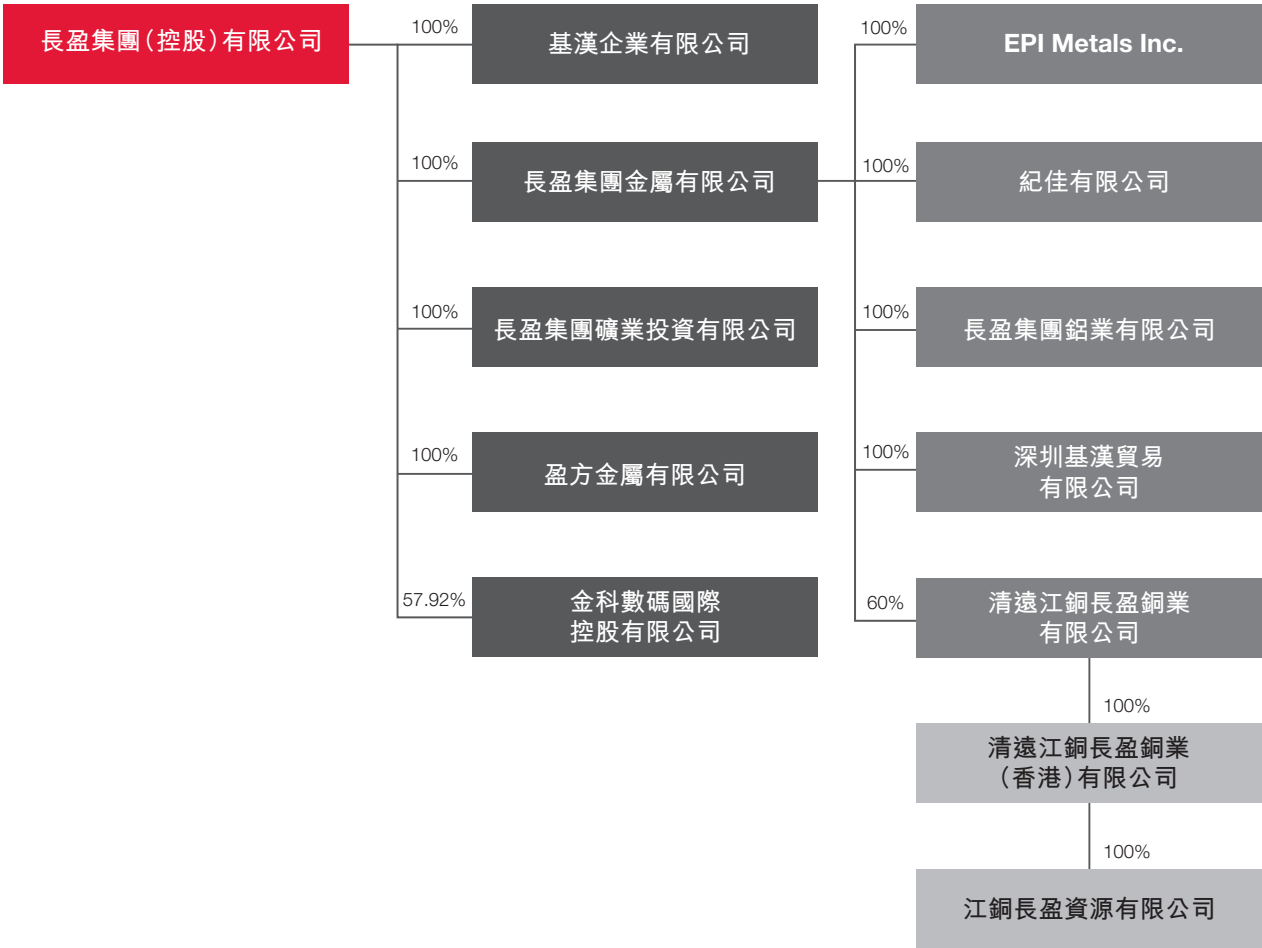 長盈集團（控股）有限公司
100%
基漢企業有限公司
100%
EPI Metals Inc.
100%
長盈集團金屬有限公司
100%
紀佳有限公司
100%
長盈集團礦業投資有限公司
100%
長盈集團鋁業有限公司
100%
盈方金屬有限公司
100%
深圳基漢貿易
有限公司
57.92%
金科數碼國際
控股有限公司
60%
清遠江銅長盈銅業
有限公司
100%
清遠江銅長盈銅業
（香港）有限公司
100%
江銅長盈資源有限公司